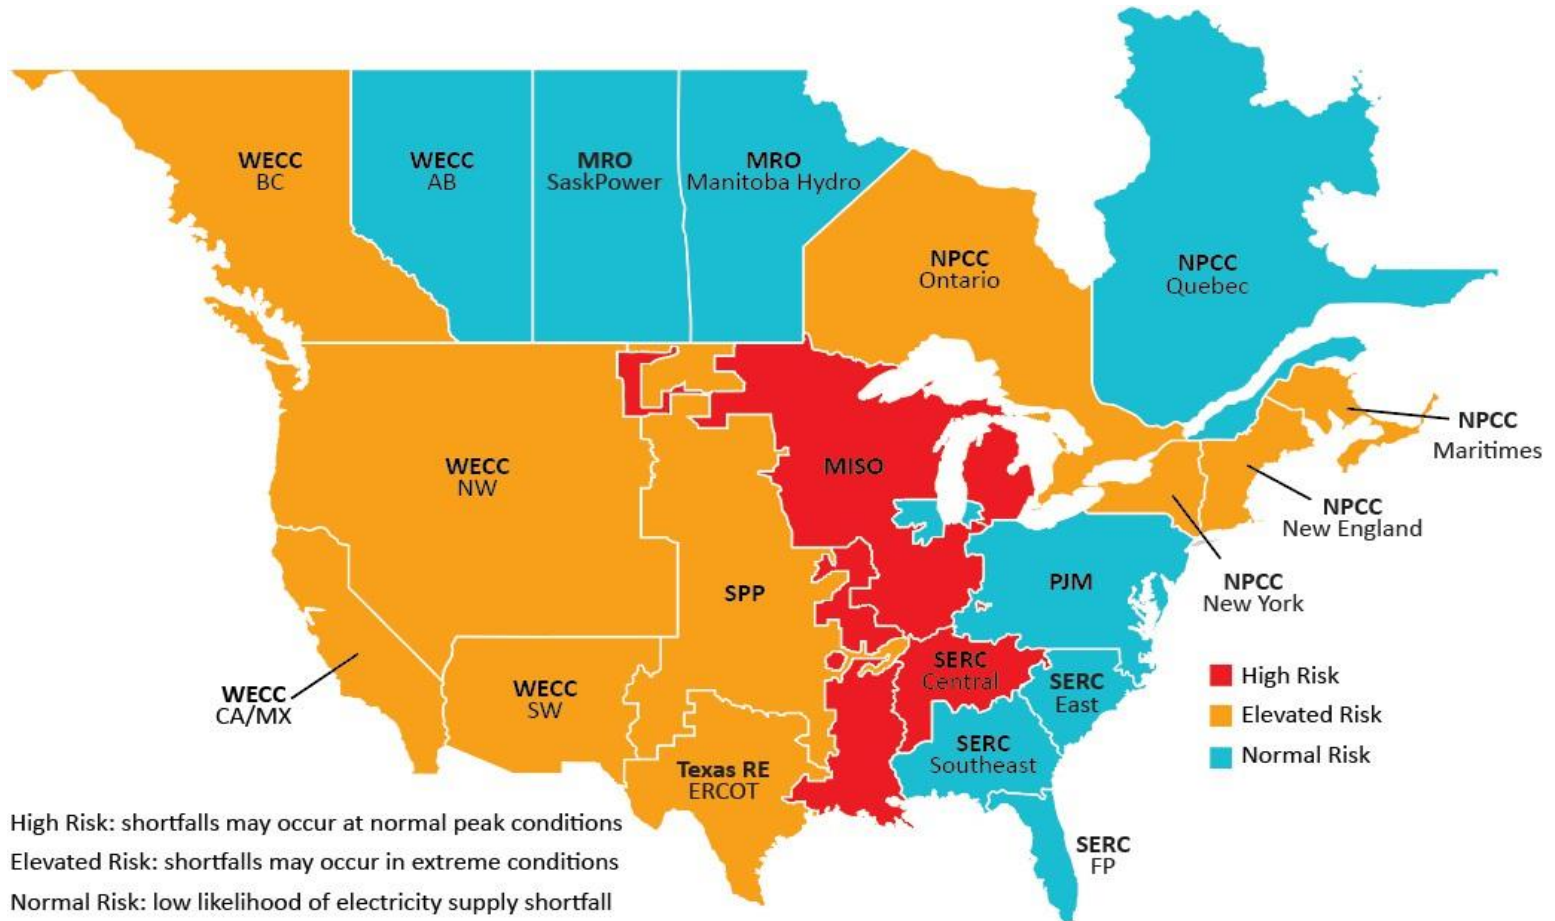 WECC
BC
WECC
AB
MRO
SaskPower
MRO
Manitoba Hydro
NPCC
Ontario
NPCC
Quebec
NPCC
Maritimes
NPCC
New England
NPCC
New York
WECC
NW
MISO
SPP
PJM
WECC
CA/MX
WECC
SW
SERC
Central
SERC
East
SERC
Southeast
Texas RE
ERCOT
SERC
FP
High Risk
Elevated Risk
Normal Risk
High Risk: shortfalls may occur at normal peak conditions
Elevated Risk: shortfalls may occur in extreme conditions
Normal Risk: low likelihood of electricity supply shortfall